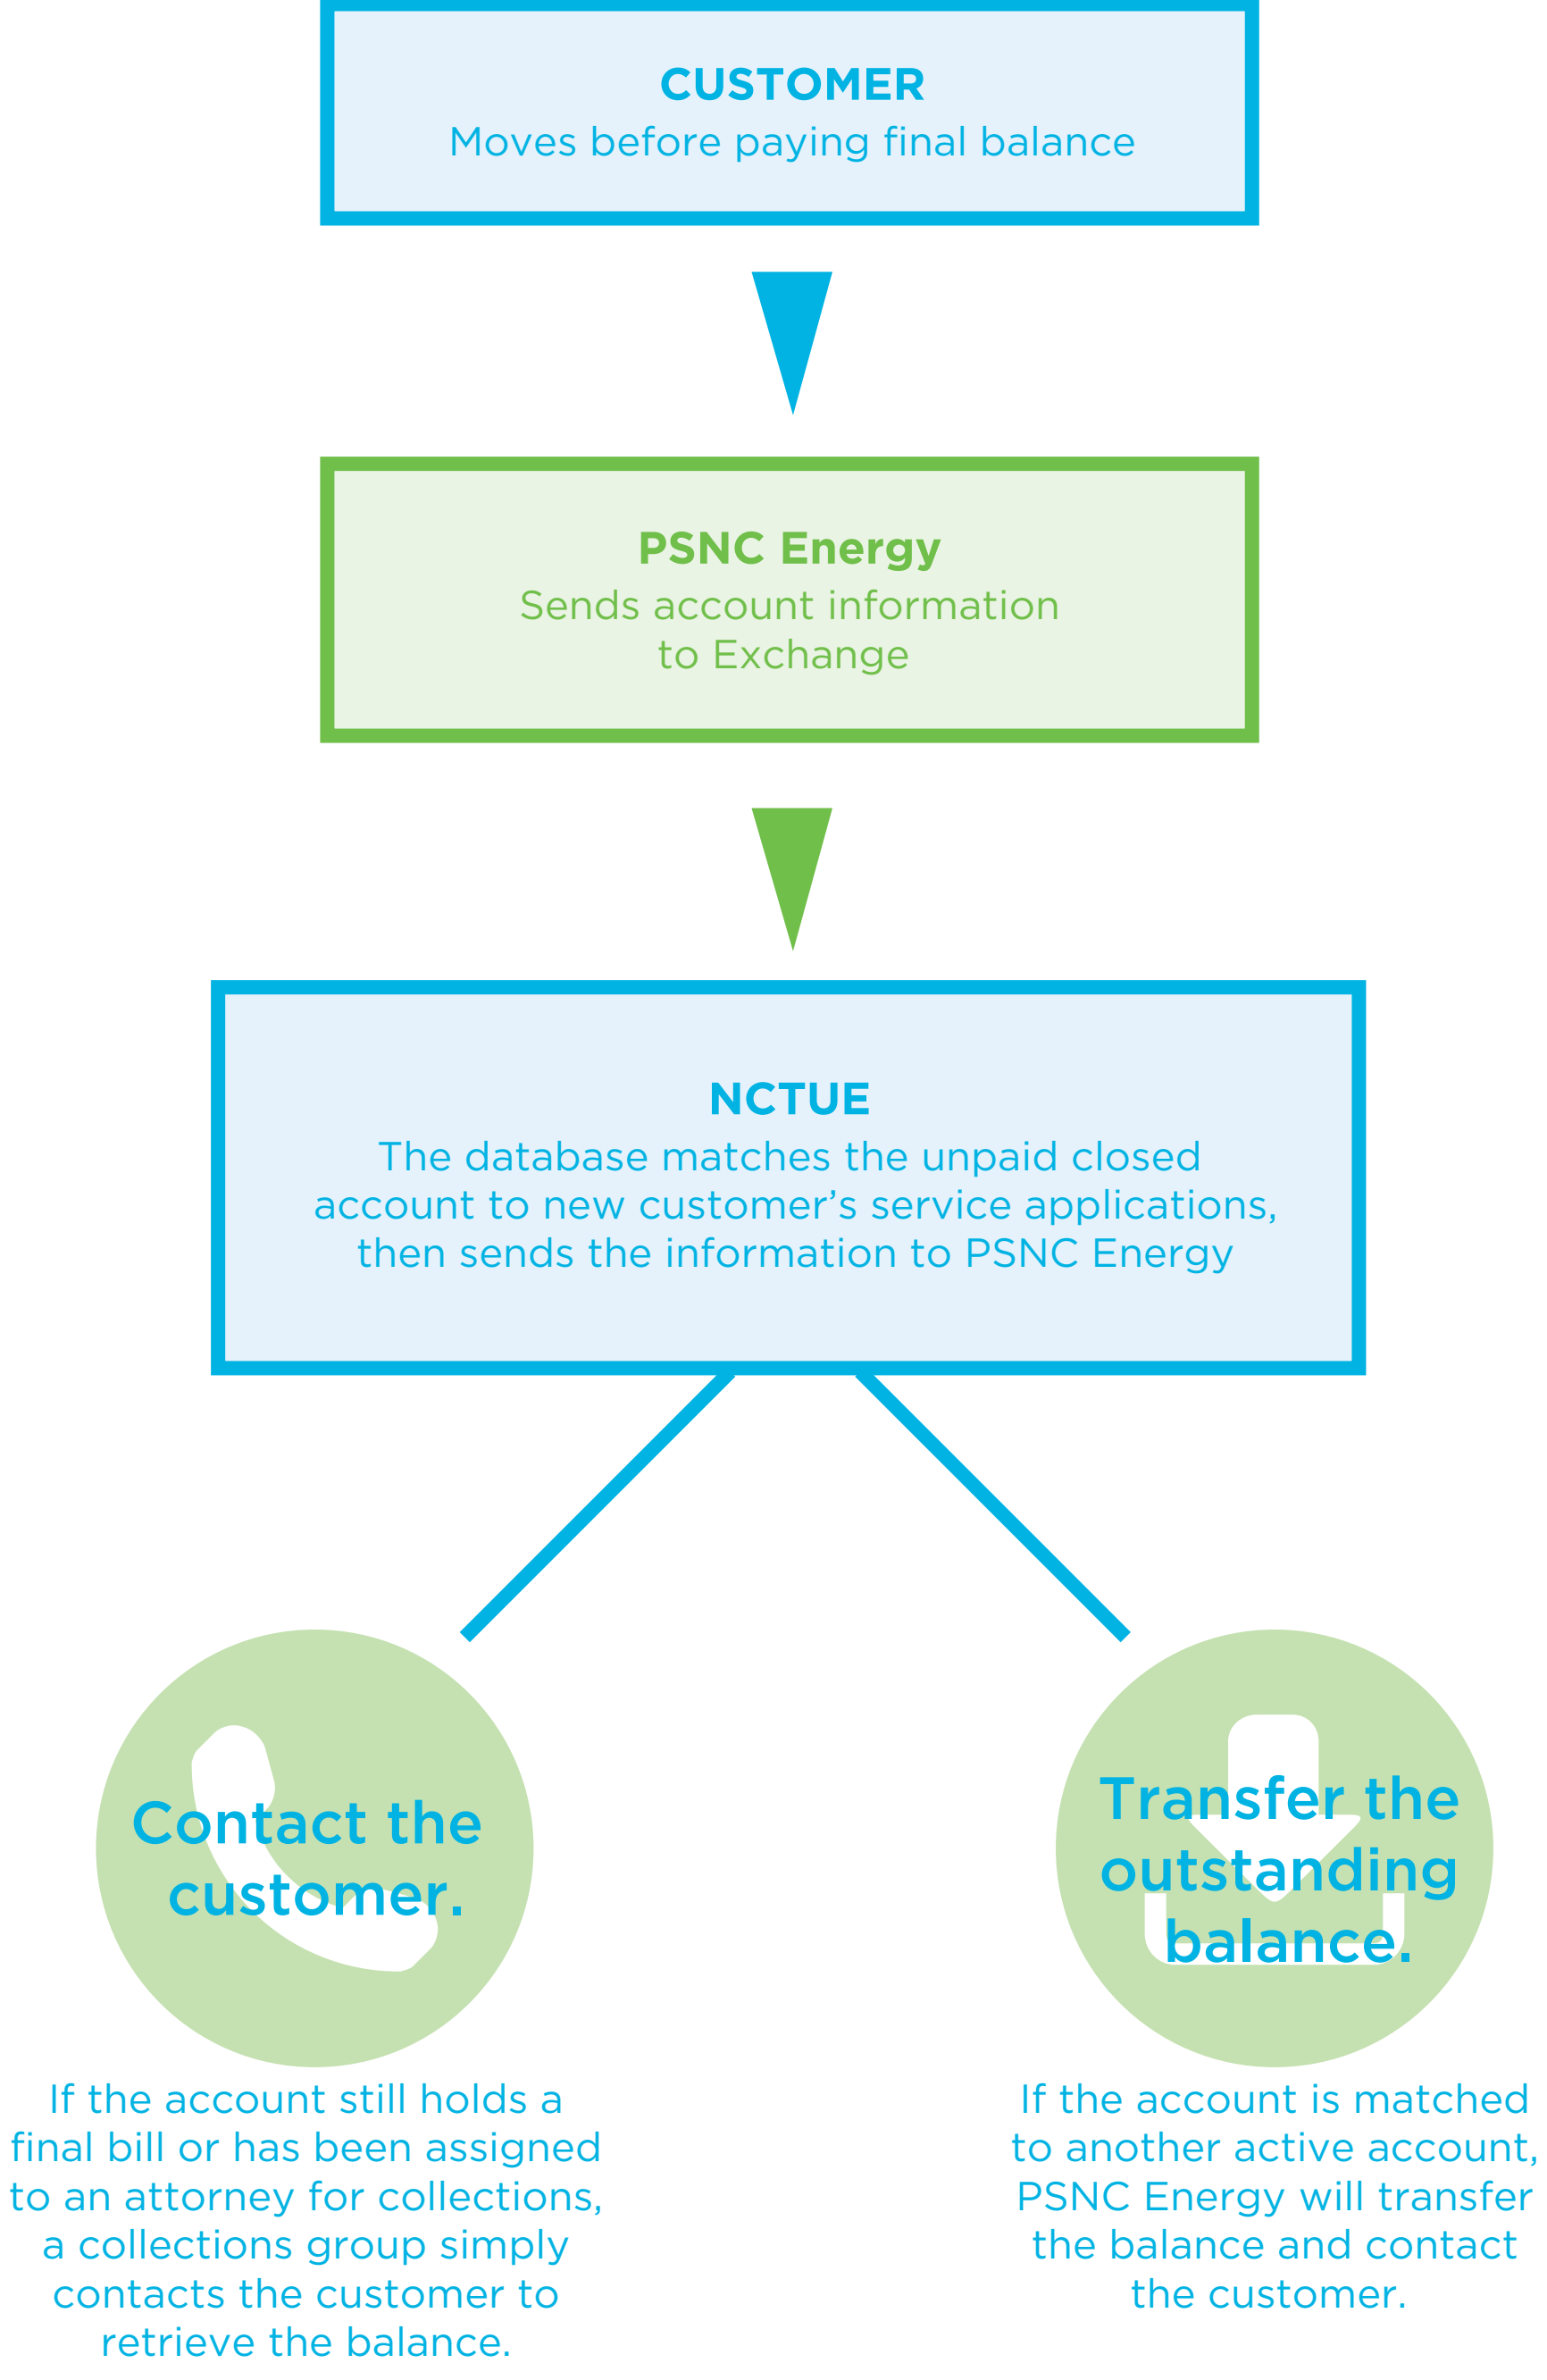 CUSTOMER
Moves before paying final balance
PSNC Energy
Sends account information
to Exchange
NCTUE
The database matches the unpaid closed
account to new customer’s service applications,
then sends the information to PSNC Energy
Contact the
customer.
If the account still holds a
final bill or has been assigned
to an attorney for collections,
a collections group simply
contacts the customer to
retrieve the balance.
Transfer the
outstanding
balance.
If the account is matched
to another active account,
PSNC Energy will transfer
the balance and contact
the customer.